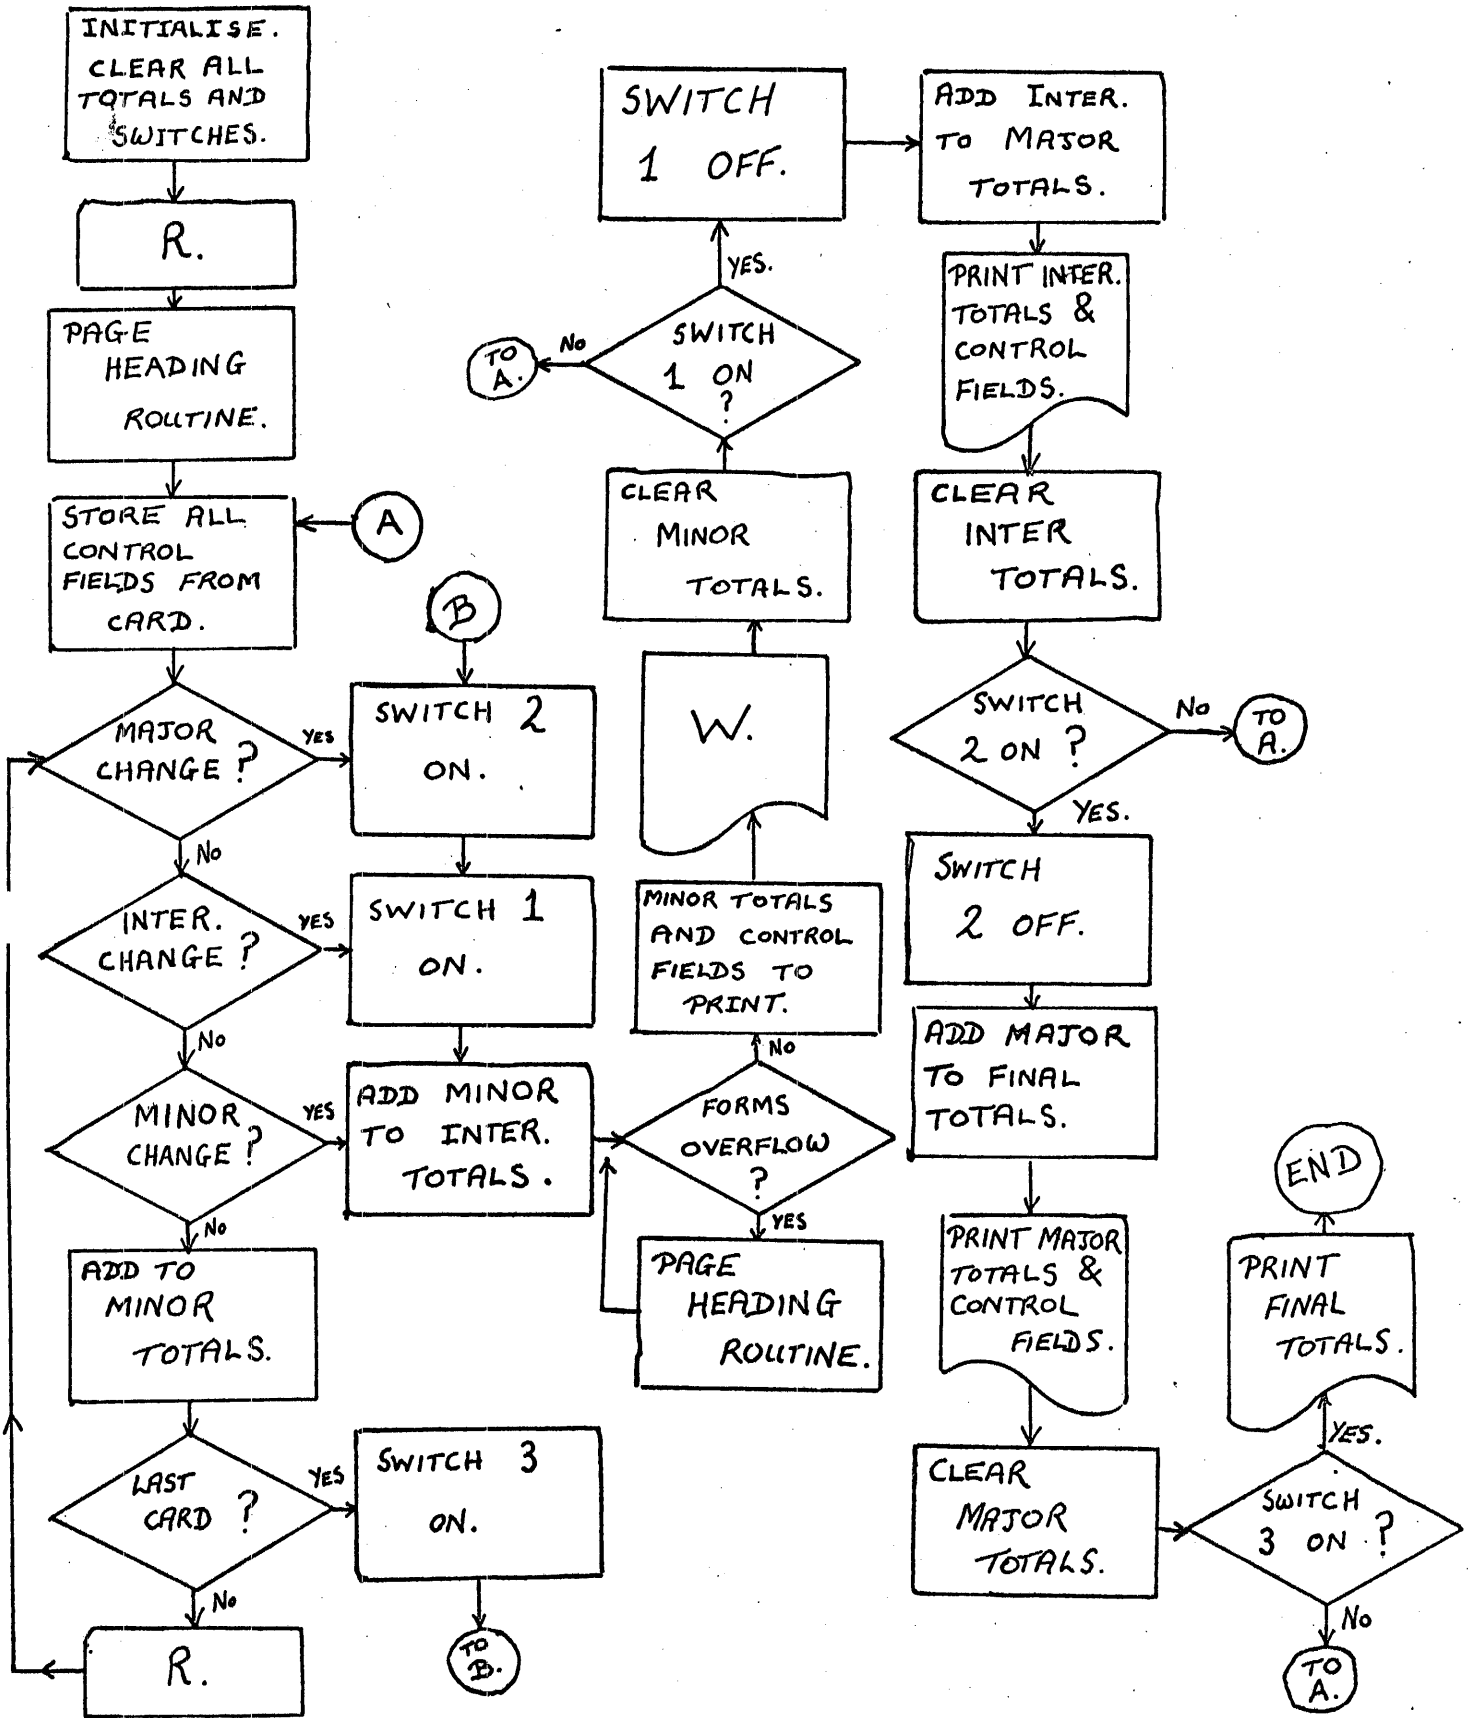 INITIALISE.
CLEAR ALL
TOTALS AND
SWITCHES.
R.
PAGE
HEADING
ROUTINE.
STORE ALL
CONTROL
FIELDS FROM
CARD.
A
B
MAJOR
CHANGE?
YES
NO
SWITCH 2
ON.
INTER.
CHANGE?
YES
NO
SWITCH 1
ON.
MINOR
CHANGE?
YES
NO
ADD MINOR
TO INTER.
TOTALS.
ADD TO
MINOR
TOTALS.
LAST
CARD ?
YES
NO
SWITCH 3
ON.
TO
B.
R.
FORMS
OVERFLOW
?
NO
YES
PAGE
HEADING
ROUTINE.
MINOR TOTALS
AND CONTROL
FIELDS TO
PRINT.
W.
CLEAR
MINOR
TOTALS.
SWITCH
1 ON
?
NO
TO
A.
YES.
SWITCH
1 OFF.
ADD INTER.
TO MAJOR
TOTALS.
PRINT INTER.
TOTALS &
CONTROL
FIELDS.
CLEAR
INTER
TOTALS.
SWITCH
2 ON ?
NO
TO
A.
YES.
SWITCH
2 OFF.
ADD MAJOR
TO FINAL
TOTALS.
PRINT MAJOR
TOTALS &
CONTROL
FIELDS.
CLEAR
MAJOR
TOTALS.
SWITCH
3 ON ?
YES.
NO
TO
A.
PRINT
FINAL
TOTALS.
END